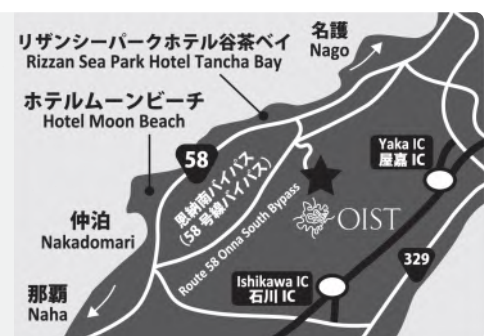 名護
Nago
リザンシーパークホテル谷茶ベイ
Rizzan Sea Park Hotel Tancha Bay
ホテルムーンビーチ
Hotel Moon Beach
58
恩納南バイパス
(58号線バイパス)
Route 58 Onna South Bypass
Yaka IC
屋嘉 IC
OIST
仲泊
Nakadomari
329
Ishikawa IC
石川 IC
那覇
Naha